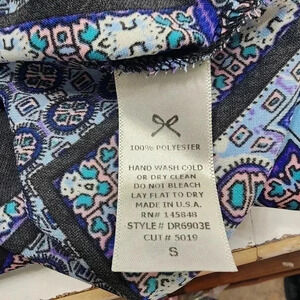 100% POLYESTER
HAND WASH COLD
OR DRY CLEAN
DO NOT BLEACH
LAY FLAT TO DRY
MADE IN U.S.A.
RN# 145848
STYLE# DR6903E
CUT# 5019
S